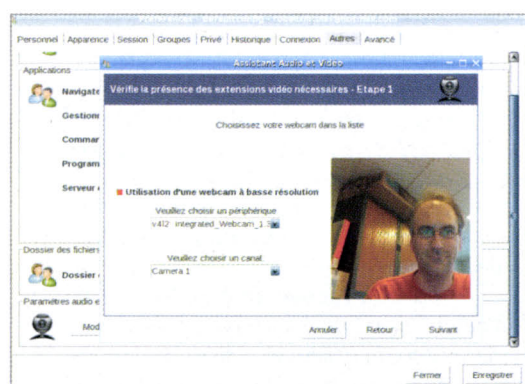 Personnel Apparence Session Groupes Privé Historique Connexion Autres Avancé
Assistant Audio et Vidéo
Applications
Vérifie la présence des extensions vidéo nécessaires - Etape 1
Navigate
Gestionn
Commar
Program
Serveur
Choisissez votre webcam dans la liste
Utilisation d'une webcam à basse résolution
Veuillez choisir un périphérique
v4l2 integrated_Webcam_1.3
Veuillez choisir un canal
Camera 1
Dossier des fichiers
Dossier
Paramètres audio e
Mod
Annuler Retour Suivant
Fermer Enregistrer